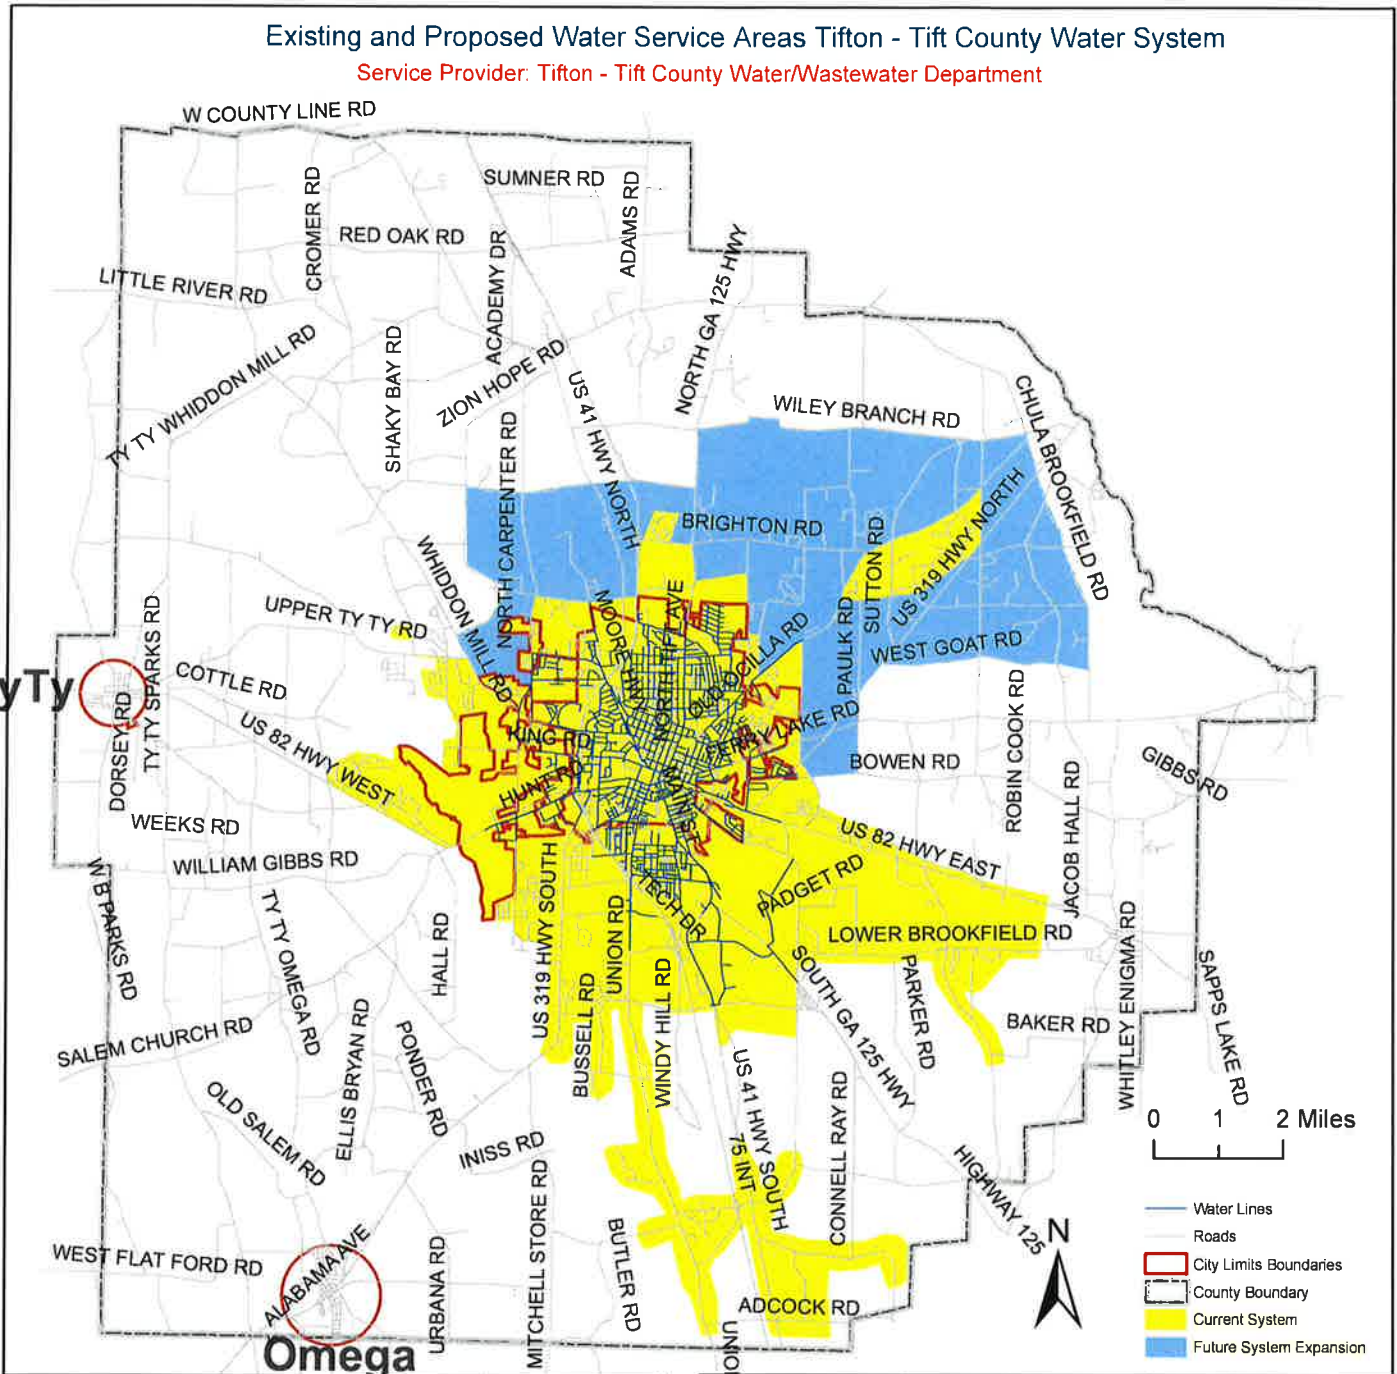 Existing and Proposed Water Service Areas Tifton - Tift County Water System
Service Provider: Tifton - Tift County Water/Wastewater Department
W COUNTY LINE RD
SUMNER RD
CROMER RD
ADAMS RD
RED OAK RD
ACADEMY DR
NORTH GA 125 HWY
LITTLE RIVER RD
TY TY WHIDDON MILL RD
SHAKY BAY RD
ZION HOPE RD
US 41 HWY NORTH
WILEY BRANCH RD
CHULA BROOKFIELD RD
NORTH CARPENTER RD
BRIGHTON RD
SUTTON RD
US 319 HWY NORTH
WHIDDON MILL RD
UPPER TY TY RD
MOORE HWY
NORTH TIFT AVE
OLD OCILLA RD
PAULK RD
WEST GOAT RD
TY TY SPARKS RD
yTy
COTTLE RD
DORSEY RD
US 82 HWY WEST
KING RD
FERRY LAKE RD
BOWEN RD
ROBIN COOK RD
GIBBS RD
HUNT RD
MAIN ST
JACOB HALL RD
WEEKS RD
WILLIAM GIBBS RD
US 82 HWY EAST
PADGET RD
W B PARKS RD
TY TY OMEGA RD
HALL RD
US 319 HWY SOUTH
UNION RD
TECH DR
LOWER BROOKFIELD RD
WHITLEY ENIGMA RD
SAPPS LAKE RD
SOUTH GA 125 HWY
PARKER RD
BAKER RD
SALEM CHURCH RD
ELLIS BRYAN RD
PONDER RD
BUSSELL RD
WINDY HILL RD
US 41 HWY SOUTH
75 INT
CONNELL RAY RD
OLD SALEM RD
INISS RD
MITCHELL STORE RD
HIGHWAY 125
WEST FLAT FORD RD
ALABAMA AVE
URBANA RD
BUTLER RD
ADCOCK RD
UNIO
Omega
0 1 2 Miles
N
Water Lines
Roads
City Limits Boundaries
County Boundary
Current System
Future System Expansion